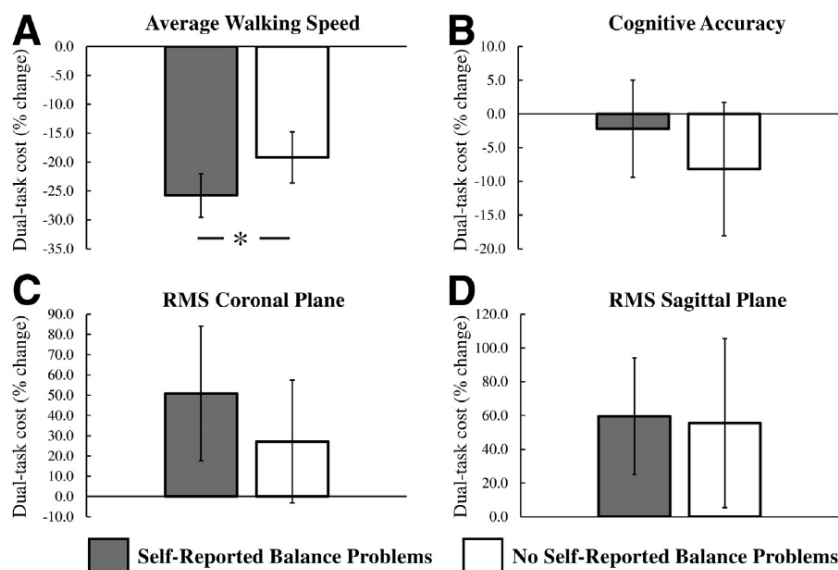 A
Average Walking Speed
Dual-task cost (% change)
0.0
-5.0
-10.0
-15.0
-20.0
-25.0
-30.0
-35.0
*
B
Cognitive Accuracy
Dual-task cost (% change)
10.0
5.0
0.0
-5.0
-10.0
-15.0
-20.0
C
RMS Coronal Plane
Dual-task cost (% change)
90.0
80.0
70.0
60.0
50.0
40.0
30.0
20.0
10.0
0.0
-10.0
D
RMS Sagittal Plane
Dual-task cost (% change)
120.0
100.0
80.0
60.0
40.0
20.0
0.0
Self-Reported Balance Problems
No Self-Reported Balance Problems